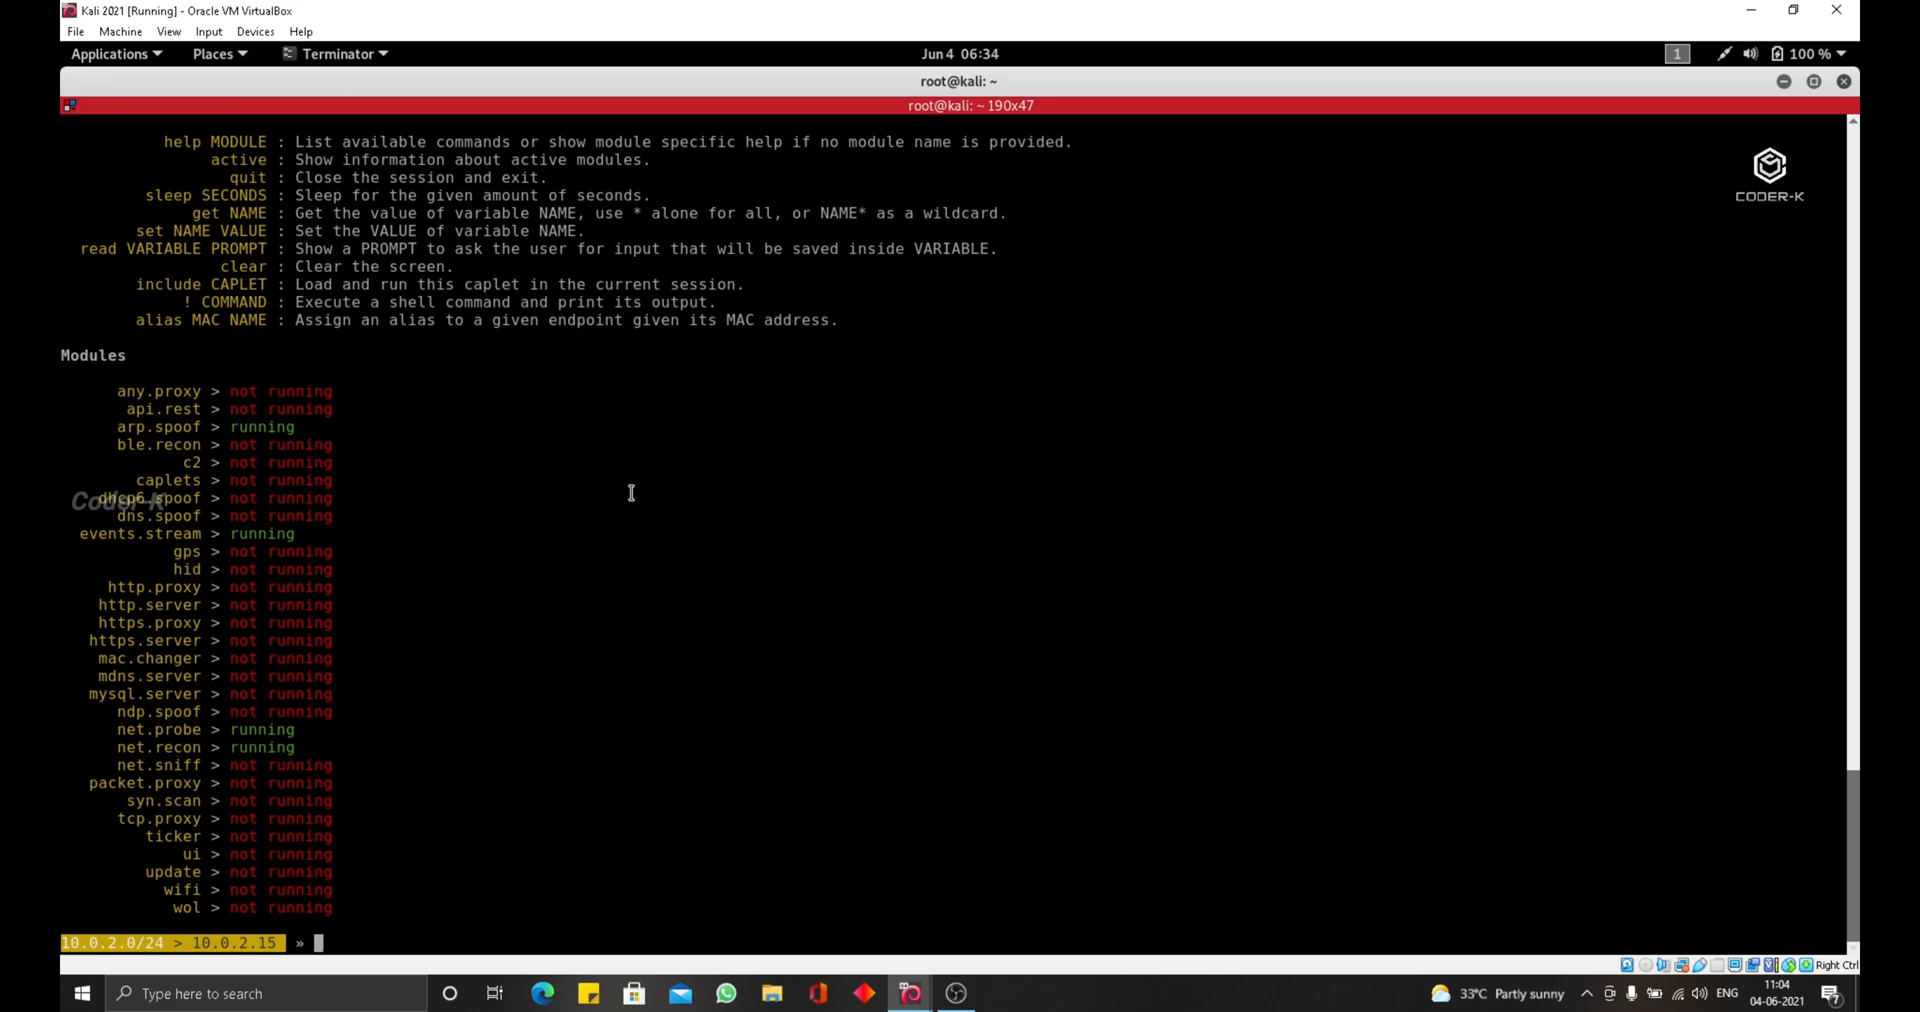 Kali 2021 [Running] - Oracle VM VirtualBox
File Machine View Input Devices Help
Applications Places Terminator Jun 4 06:34 1 100 %
root@kali: ~
root@kali: ~ 190x47
help MODULE : List available commands or show module specific help if no module name is provided.
active : Show information about active modules.
quit : Close the session and exit.
sleep SECONDS : Sleep for the given amount of seconds.
get NAME : Get the value of variable NAME, use * alone for all, or NAME* as a wildcard.
set NAME VALUE : Set the VALUE of variable NAME.
read VARIABLE PROMPT : Show a PROMPT to ask the user for input that will be saved inside VARIABLE.
clear : Clear the screen.
include CAPLET : Load and run this caplet in the current session.
! COMMAND : Execute a shell command and print its output.
alias MAC NAME : Assign an alias to a given endpoint given its MAC address.
CODER-K
Modules
any.proxy > not running
api.rest > not running
arp.spoof > running
ble.recon > not running
c2 > not running
caplets > not running
dhcp6.spoof > not running
Coder-K
dns.spoof > not running
events.stream > running
gps > not running
hid > not running
http.proxy > not running
http.server > not running
https.proxy > not running
https.server > not running
mac.changer > not running
mdns.server > not running
mysql.server > not running
ndp.spoof > not running
net.probe > running
net.recon > running
net.sniff > not running
packet.proxy > not running
syn.scan > not running
tcp.proxy > not running
ticker > not running
ui > not running
update > not running
wifi > not running
wol > not running
10.0.2.0/24 > 10.0.2.15 »
Right Ctrl
Type here to search
33°C Partly sunny ENG
11:04
04-06-2021
7